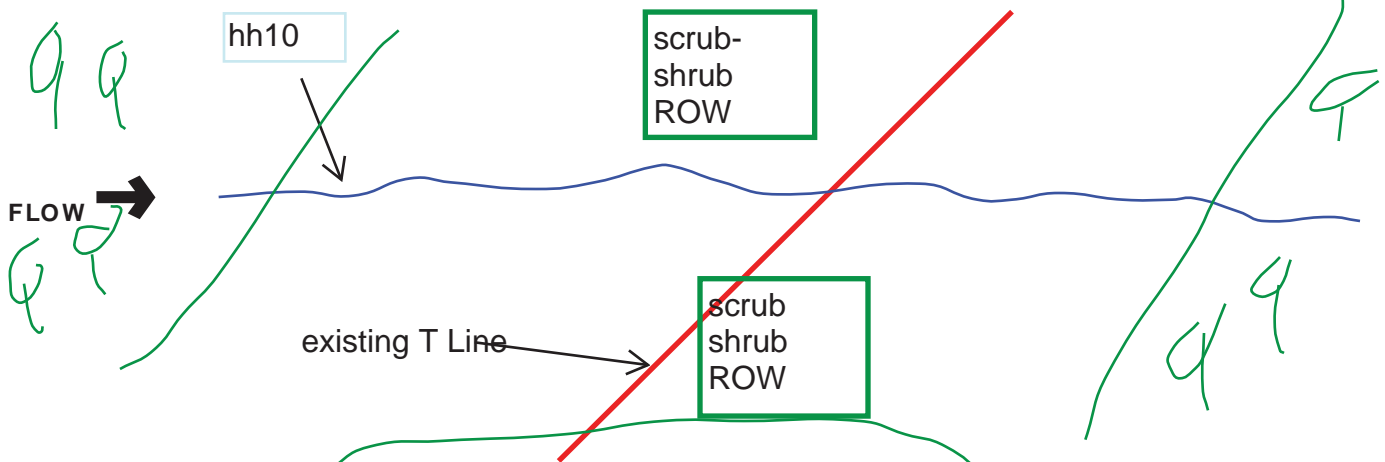 hh10
scrub-
shrub
ROW
FLOW
scrub
shrub
ROW
existing T Line